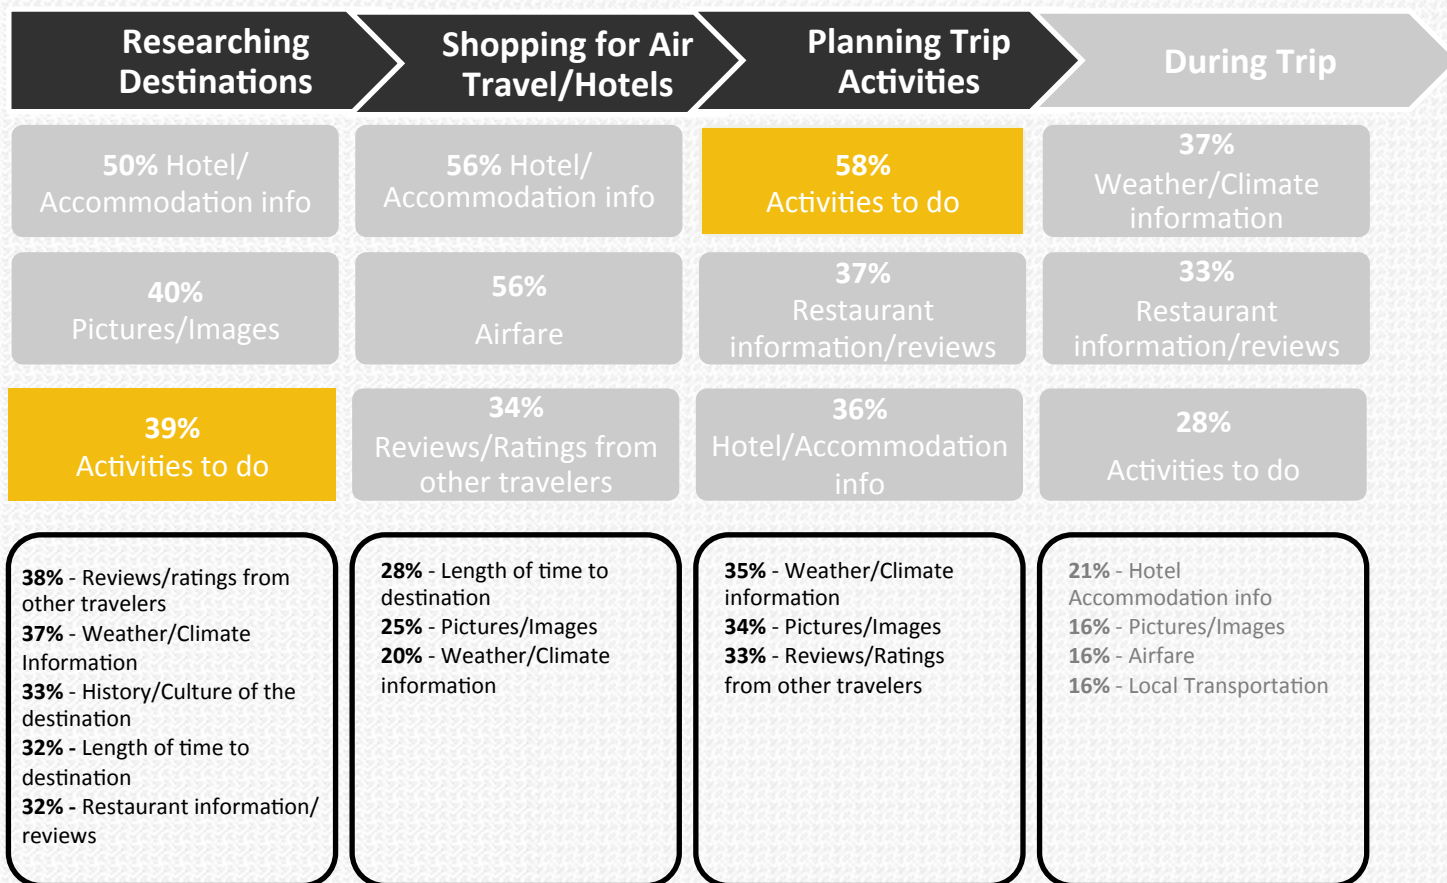 Researching
Destinations
Shopping for Air
Travel/Hotels
Planning Trip
Activities
During Trip
50% Hotel/
Accommodation info
56% Hotel/
Accommodation info
58%
Activities to do
37%
Weather/Climate
information
40%
Pictures/Images
56%
Airfare
37%
Restaurant
information/reviews
33%
Restaurant
information/reviews
39%
Activities to do
34%
Reviews/Ratings from
other travelers
36%
Hotel/Accommodation
info
28%
Activities to do
38% - Reviews/ratings from
other travelers
37% - Weather/Climate
Information
33% - History/Culture of the
destination
32% - Length of time to
destination
32% - Restaurant information/
reviews
28% - Length of time to
destination
25% - Pictures/Images
20% - Weather/Climate
information
35% - Weather/Climate
information
34% - Pictures/Images
33% - Reviews/Ratings
from other travelers
21% - Hotel
Accommodation info
16% - Pictures/Images
16% - Airfare
16% - Local Transportation